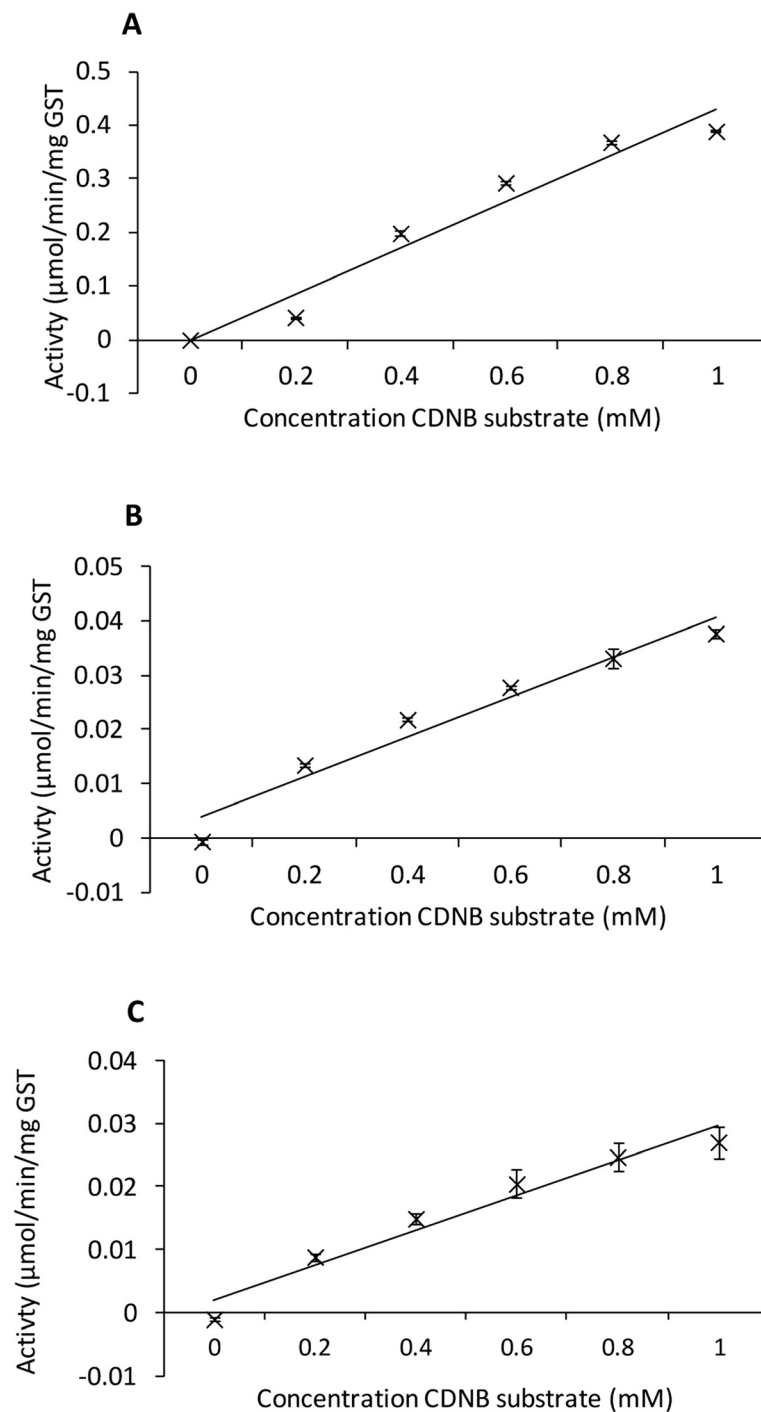 A
Activty (µmol/min/mg GST
0.5
0.4
0.3
0.2
0.1
0
-0.1
0 0.2 0.4 0.6 0.8 1
Concentration CDNB substrate (mM)
B
Activty (µmol/min/mg GST
0.05
0.04
0.03
0.02
0.01
0
-0.01
0 0.2 0.4 0.6 0.8 1
Concentration CDNB substrate (mM)
C
Activty (µmol/min/mg GST
0.04
0.03
0.02
0.01
0
-0.01
0 0.2 0.4 0.6 0.8 1
Concentration CDNB substrate (mM)